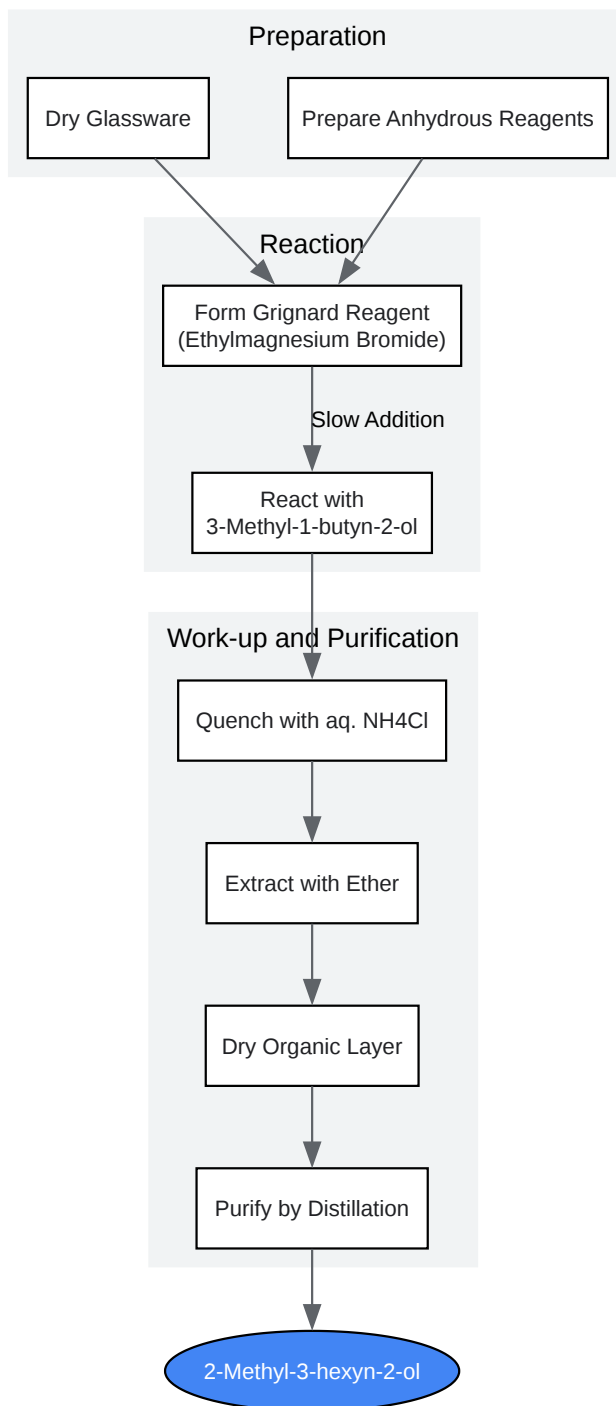 Preparation
Dry Glassware
Prepare Anhydrous Reagents
Reaction
Form Grignard Reagent
(Ethylmagnesium Bromide)
Slow Addition
React with
3-Methyl-1-butyn-2-ol
Work-up and Purification
Quench with aq. NH4Cl
Extract with Ether
Dry Organic Layer
Purify by Distillation
2-Methyl-3-hexyn-2-ol